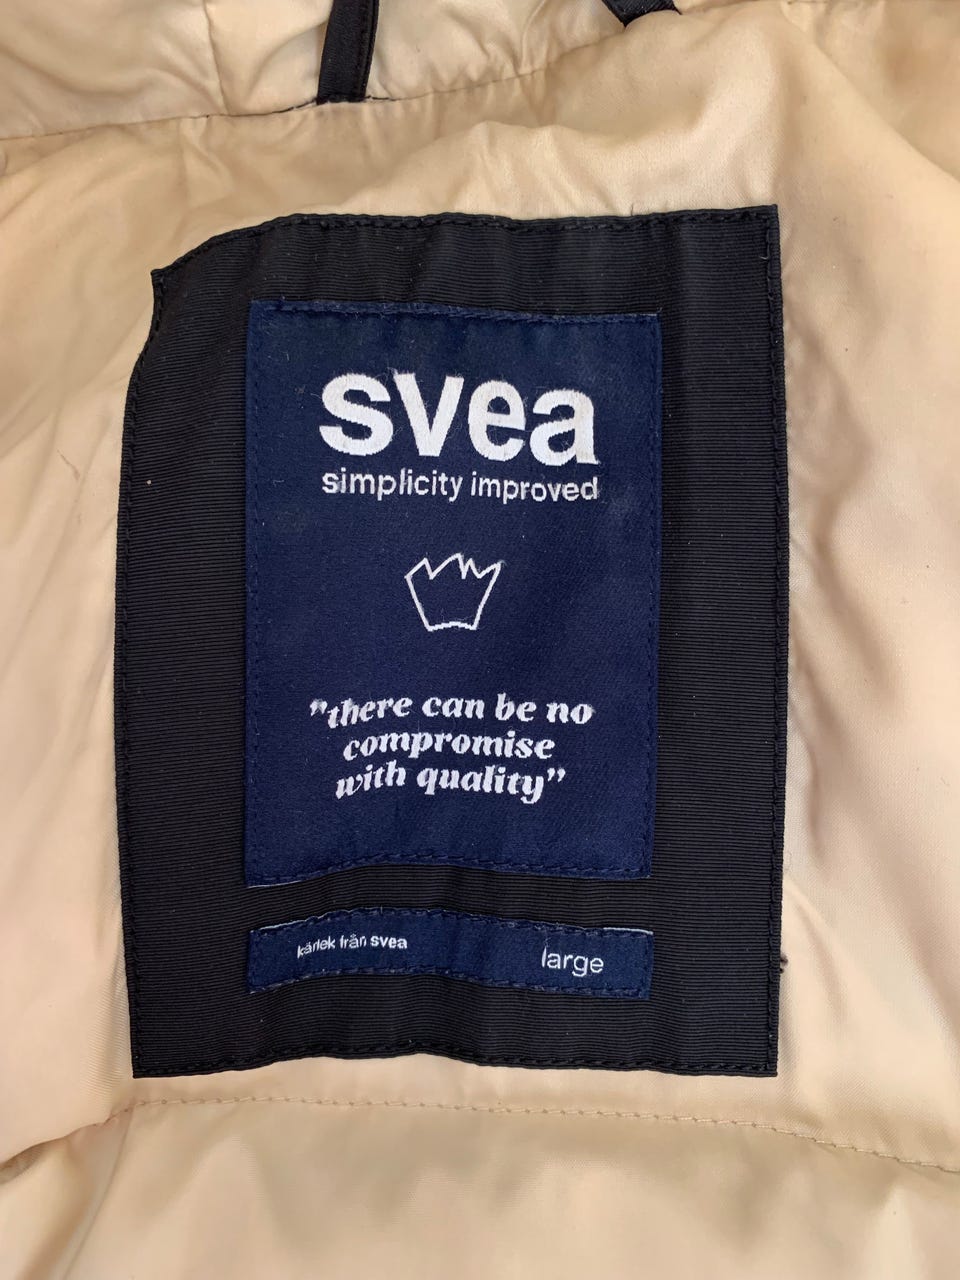 svea
simplicity improved
"there can be no
compromise
with quality"
kärlek från svea
large